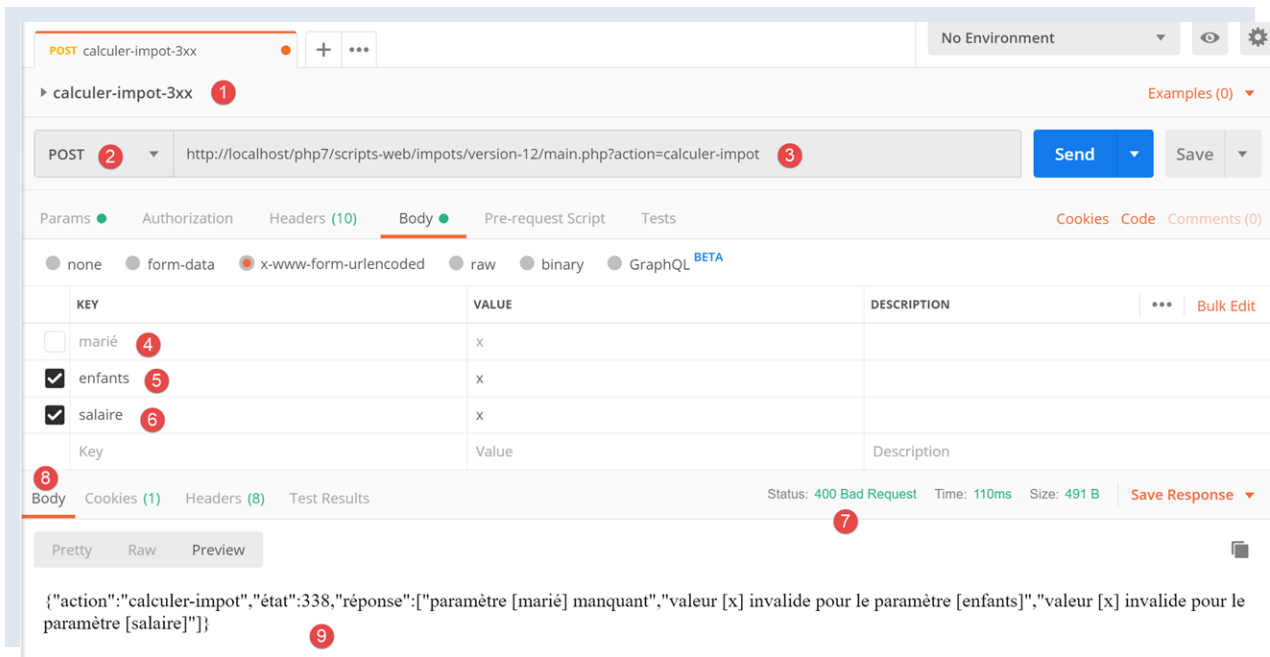 POST calculer-impot-3xx + ••• No Environment
calculer-impot-3xx 1 Examples (0)
POST 2 http://localhost/php7/scripts-web/impots/version-12/main.php?action=calculer-impot 3 Send Save
Params Authorization Headers (10) Body Pre-request Script Tests Cookies Code Comments (0)
none form-data x-www-form-urlencoded raw binary GraphQL BETA
KEY VALUE DESCRIPTION ••• Bulk Edit
marié 4 x
enfants 5 x
salaire 6 x
Key Value Description
8
Body Cookies (1) Headers (8) Test Results Status: 400 Bad Request Time: 110ms Size: 491 B Save Response
7
Pretty Raw Preview
{"action":"calculer-impot","état":338,"réponse":["paramètre [marié] manquant","valeur [x] invalide pour le paramètre [enfants]","valeur [x] invalide pour le
paramètre [salaire]"]}
9